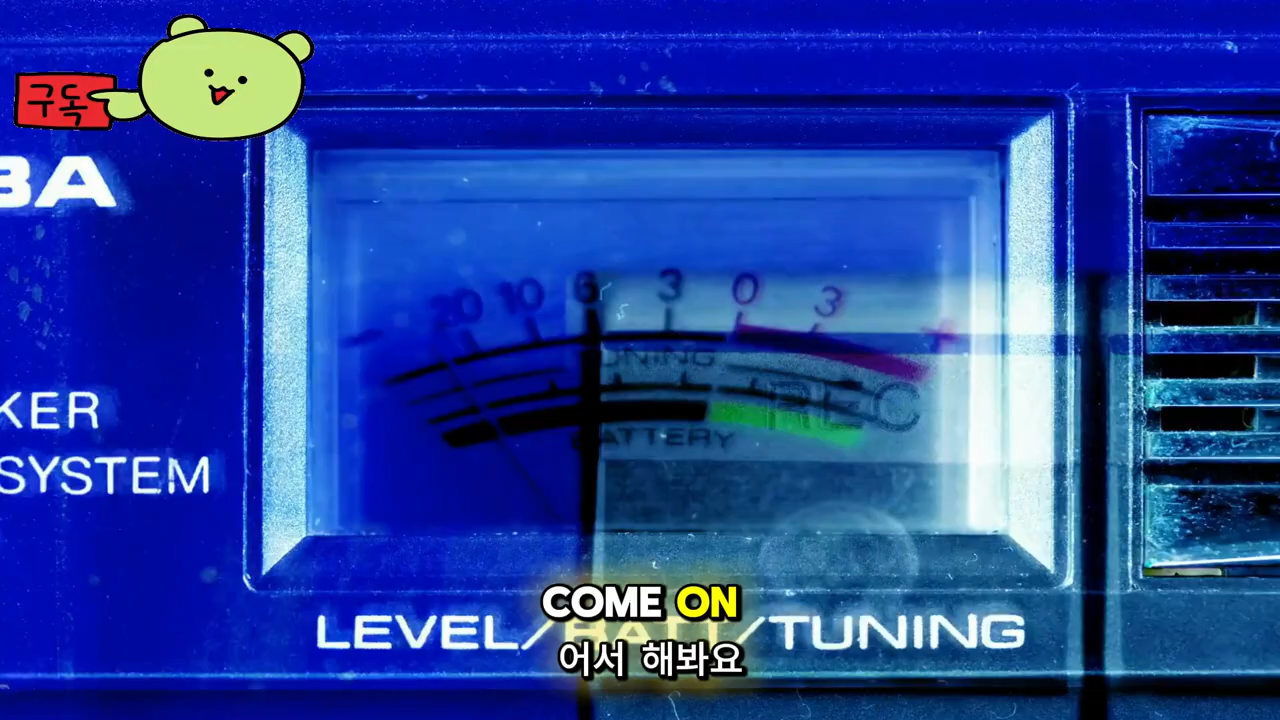 구독
BA
KER
SYSTEM
20 10 6 3 0 3 +
TUNING
REC
BATTERY
COME ON
LEVEL/BATT/TUNING
어서 해봐요